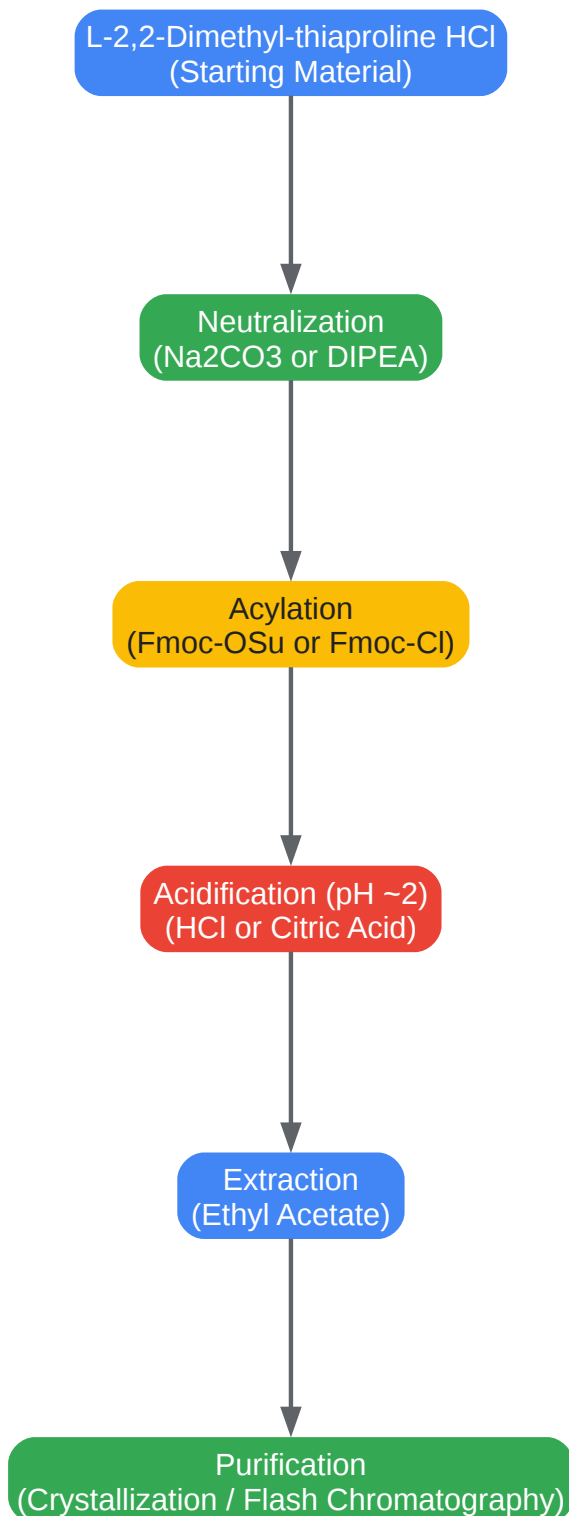 L-2,2-Dimethyl-thiaproline HCl
(Starting Material)
Neutralization
(Na2CO3 or DIPEA)
Acylation
(Fmoc-OSu or Fmoc-Cl)
Acidification (pH ~2)
(HCl or Citric Acid)
Extraction
(Ethyl Acetate)
Purification
(Crystallization / Flash Chromatography)